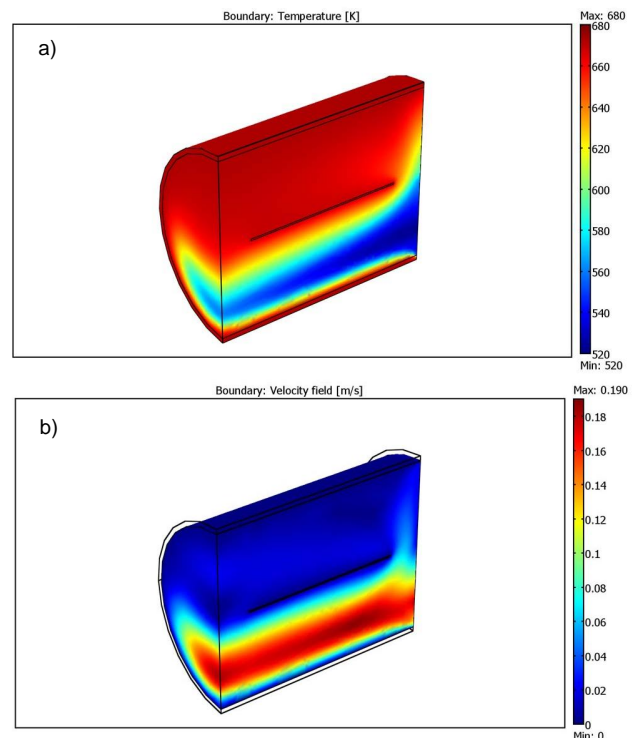 Boundary: Temperature [K]
Max: 680
a)
680
660
640
620
600
580
560
540
520
Min: 520
Boundary: Velocity field [m/s]
Max: 0.190
b)
0.18
0.16
0.14
0.12
0.1
0.08
0.06
0.04
0.02
0
Min: 0